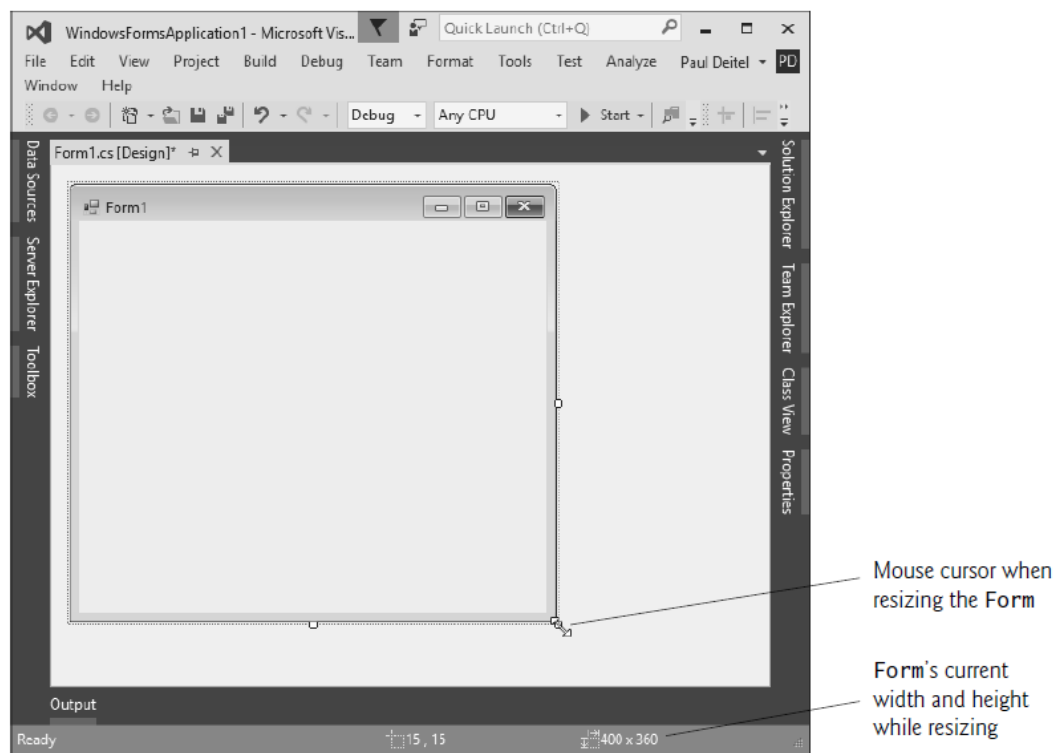 WindowsFormsApplication1 - Microsoft Vis...
Quick Launch (Ctrl+Q)
File Edit View Project Build Debug Team Format Tools Test Analyze Paul Deitel PD
Window Help
Debug Any CPU Start
Data Sources
Server Explorer
Toolbox
Form1.cs [Design]*
Form1
Solution Explorer
Team Explorer
Class View
Properties
Mouse cursor when
resizing the Form
Form's current
width and height
while resizing
Output
Ready 15, 15 400 x 360